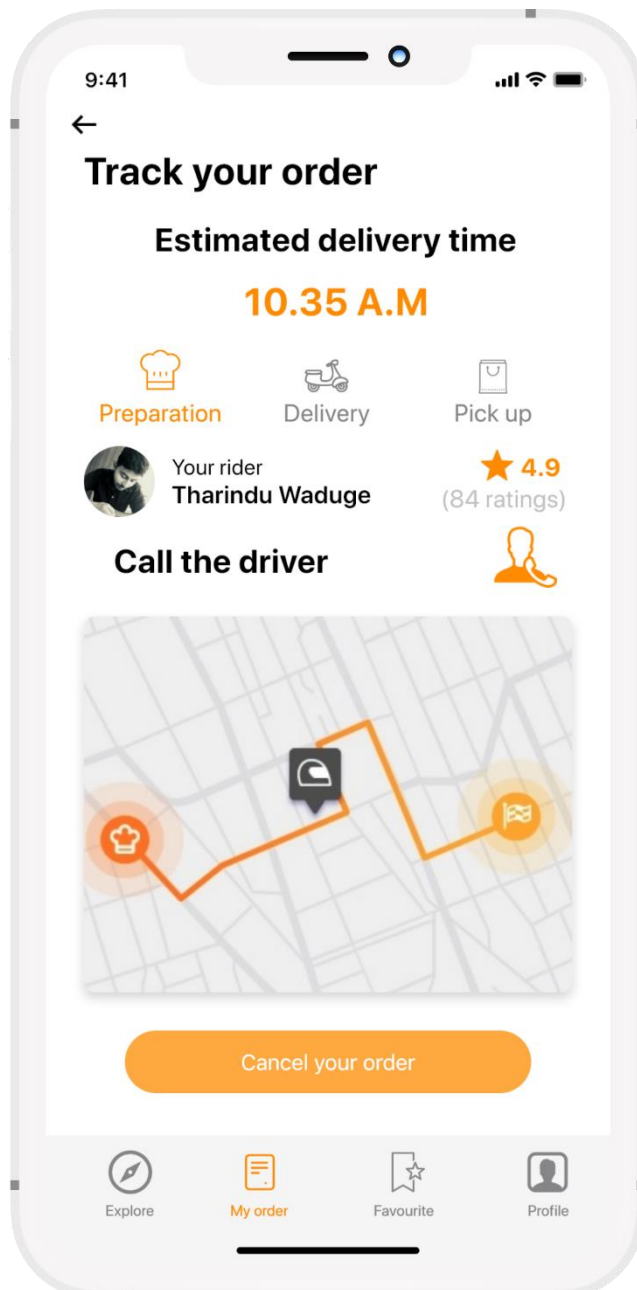 9:41
Track your order
Estimated delivery time
10.35 A.M
Preparation Delivery Pick up
Your rider
Tharindu Waduge
4.9
(84 ratings)
Call the driver
Cancel your order
Explore My order Favourite Profile